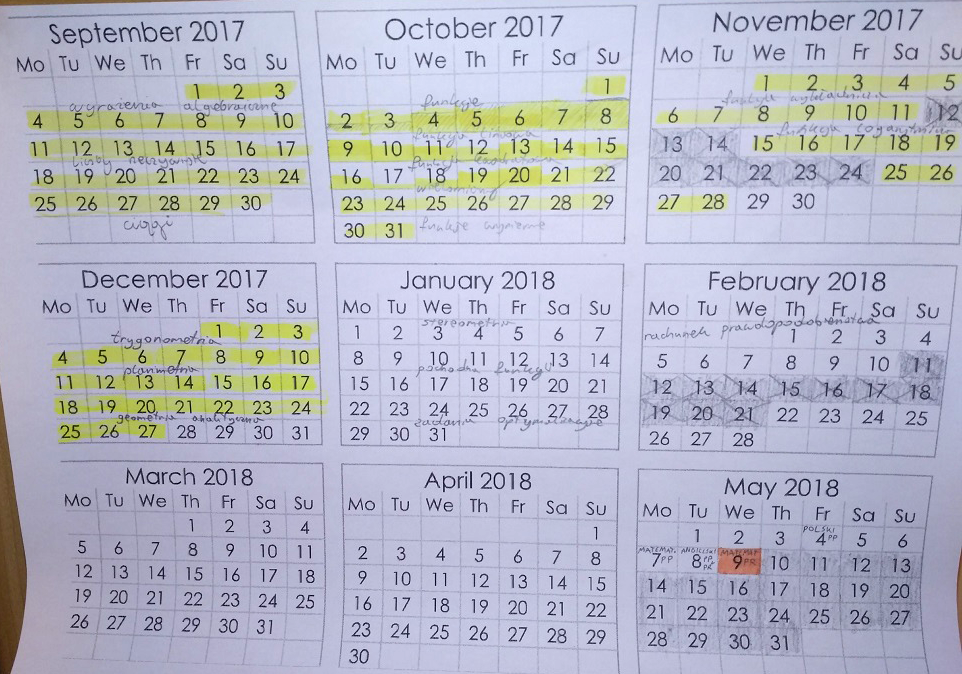 September 2017
Mo Tu We Th Fr Sa Su
1 2 3
wyrażenia algebraiczne
4 5 6 7 8 9 10
11 12 13 14 15 16 17
liczby rzeczywiste
18 19 20 21 22 23 24
25 26 27 28 29 30
ciągi
October 2017
Mo Tu We Th Fr Sa Su
1
funkcje
2 3 4 5 6 7 8
funkcja liniowa
9 10 11 12 13 14 15
funkcja kwadratowa
16 17 18 19 20 21 22
wielomiany
23 24 25 26 27 28 29
30 31 funkcje wymierne
November 2017
Mo Tu We Th Fr Sa Su
1 2 3 4 5
funkcja wykładnicza
6 7 8 9 10 11 12
funkcja logarytmiczna
13 14 15 16 17 18 19
20 21 22 23 24 25 26
27 28 29 30
December 2017
Mo Tu We Th Fr Sa Su
1 2 3
trygonometria
4 5 6 7 8 9 10
planimetria
11 12 13 14 15 16 17
18 19 20 21 22 23 24
geometria analityczna
25 26 27 28 29 30 31
January 2018
Mo Tu We Th Fr Sa Su
stereometria
1 2 3 4 5 6 7
8 9 10 11 12 13 14
pochodna funkcji
15 16 17 18 19 20 21
22 23 24 25 26 27 28
zadania optymalizacyjne
29 30 31
February 2018
Mo Tu We Th Fr Sa Su
rachunek prawdopodobieństwa
1 2 3 4
5 6 7 8 9 10 11
12 13 14 15 16 17 18
19 20 21 22 23 24 25
26 27 28
March 2018
Mo Tu We Th Fr Sa Su
1 2 3 4
5 6 7 8 9 10 11
12 13 14 15 16 17 18
19 20 21 22 23 24 25
26 27 28 29 30 31
April 2018
Mo Tu We Th Fr Sa Su
1
2 3 4 5 6 7 8
9 10 11 12 13 14 15
16 17 18 19 20 21 22
23 24 25 26 27 28 29
30
May 2018
Mo Tu We Th Fr Sa Su
POLSKI
1 2 3 4 PP 5 6
MATEMAT. ANGIELSKI MATEMAT
7 PP 8 PP PR 9 PR 10 11 12 13
14 15 16 17 18 19 20
21 22 23 24 25 26 27
28 29 30 31